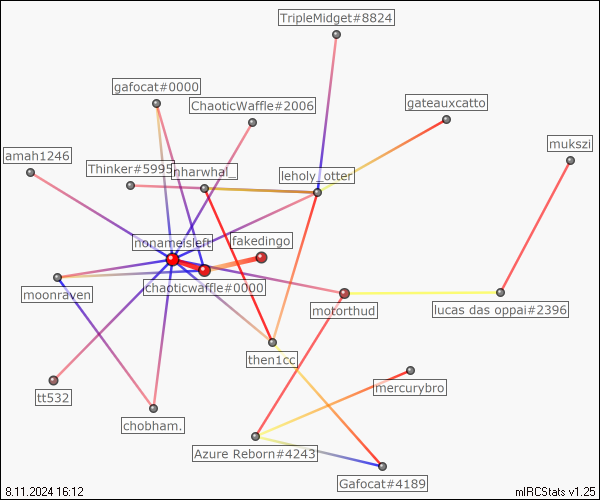 TripleMidget#8824
gafocat#0000
ChaoticWaffle#2006
gateauxcatto
mukszi
amah1246
Thinker#5995
nharwhal_
leholy_otter
nonameisleft
fakedingo
moonraven
chaoticwaffle#0000
motorthud
lucas das oppai#2396
then1cc
mercurybro
tt532
chobham.
Azure Reborn#4243
Gafocat#4189
8.11.2024 16:12
mIRCStats v1.25